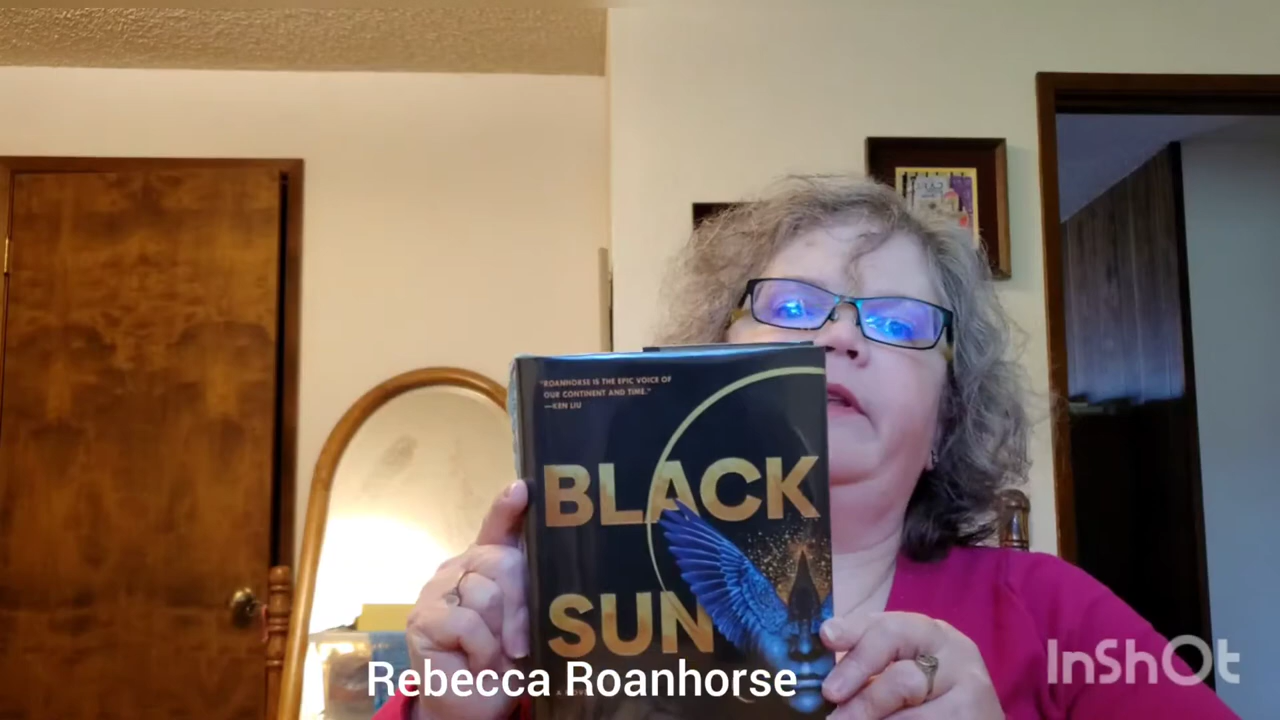 "ROANHORSE IS THE EPIC VOICE OF
OUR CONTINENT AND TIME."
—KEN LIU
BLACK
SUN
Rebecca Roanhorse
InShOt